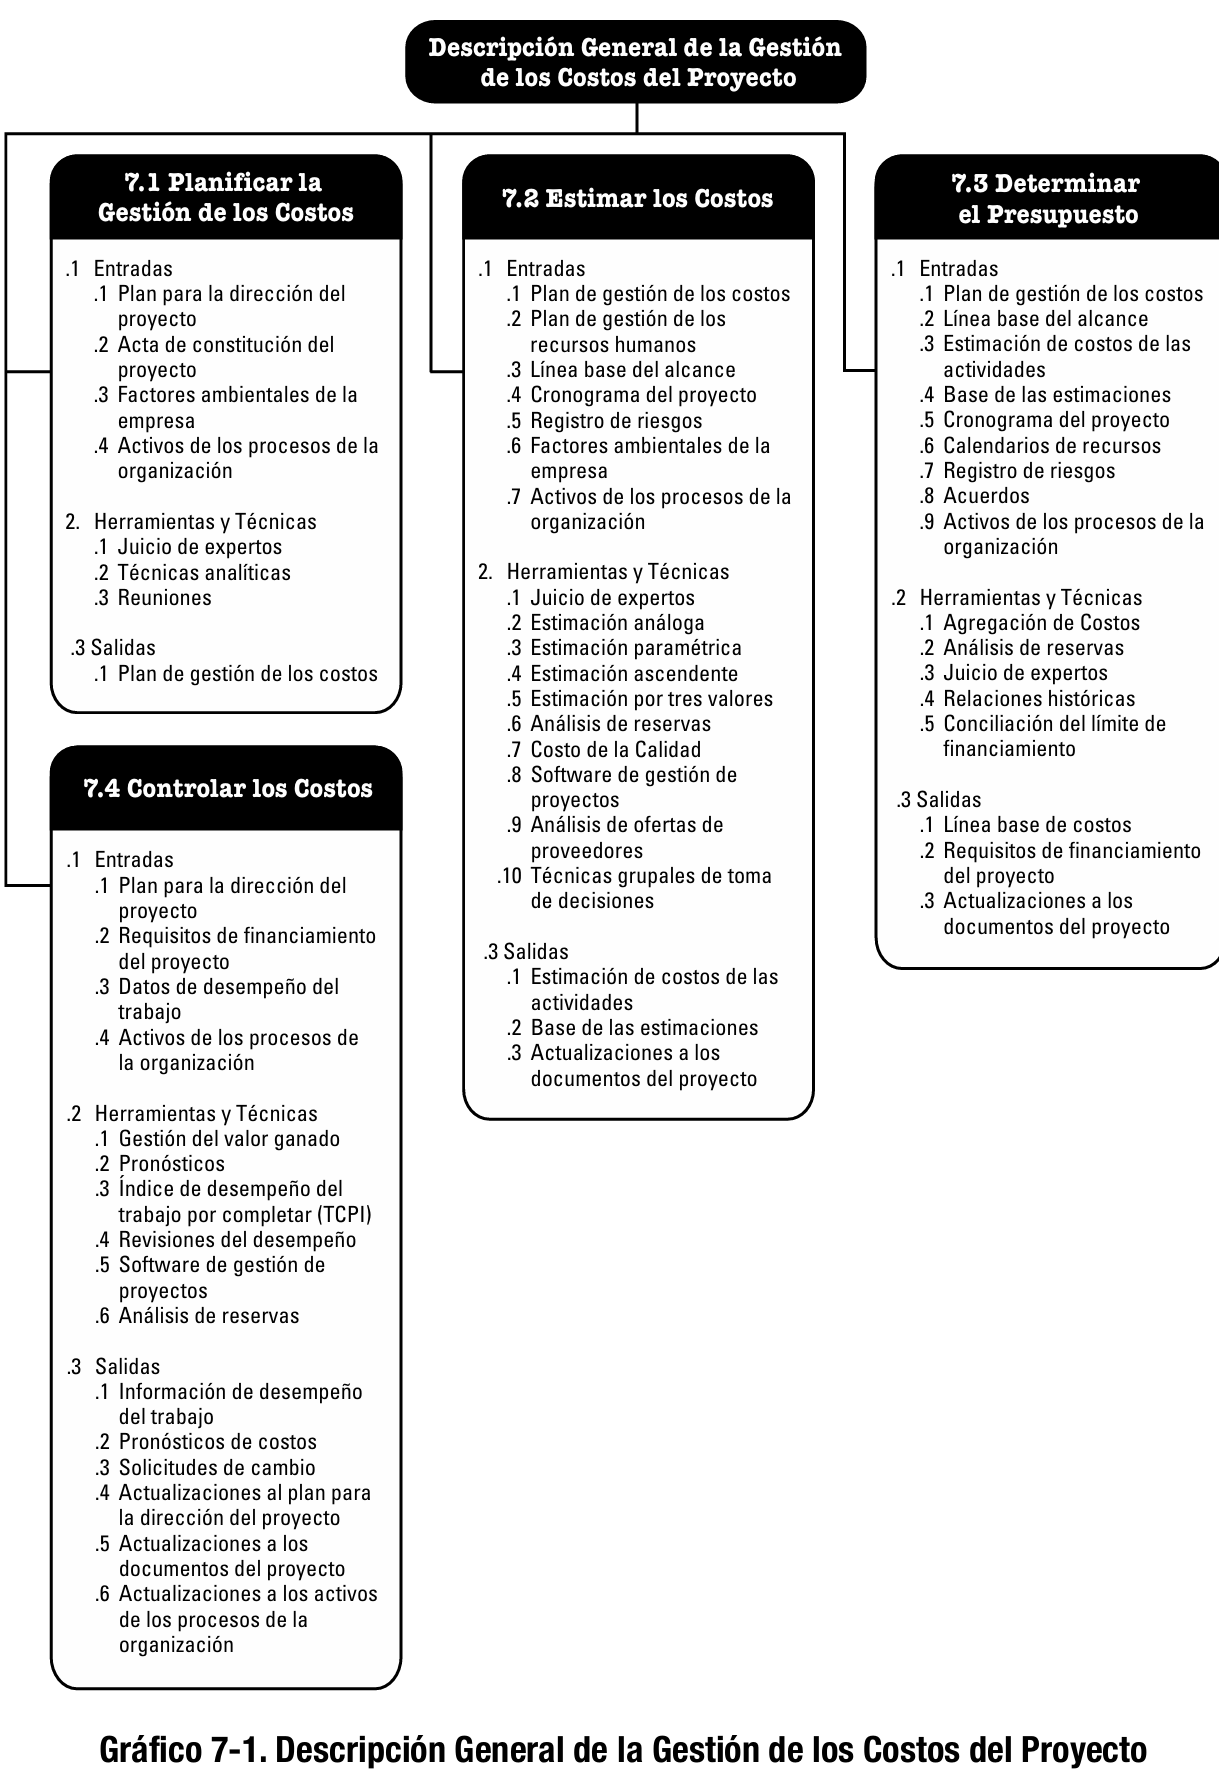 Descripción General de la Gestión
de los Costos del Proyecto
7.1 Planificar la
Gestión de los Costos
.1 Entradas
.1 Plan para la dirección del
proyecto
.2 Acta de constitución del
proyecto
.3 Factores ambientales de la
empresa
.4 Activos de los procesos de la
organización
2. Herramientas y Técnicas
.1 Juicio de expertos
.2 Técnicas analíticas
.3 Reuniones
.3 Salidas
.1 Plan de gestión de los costos
7.2 Estimar los Costos
.1 Entradas
.1 Plan de gestión de los costos
.2 Plan de gestión de los
recursos humanos
.3 Línea base del alcance
.4 Cronograma del proyecto
.5 Registro de riesgos
.6 Factores ambientales de la
empresa
.7 Activos de los procesos de la
organización
2. Herramientas y Técnicas
.1 Juicio de expertos
.2 Estimación análoga
.3 Estimación paramétrica
.4 Estimación ascendente
.5 Estimación por tres valores
.6 Análisis de reservas
.7 Costo de la Calidad
.8 Software de gestión de
proyectos
.9 Análisis de ofertas de
proveedores
.10 Técnicas grupales de toma
de decisiones
.3 Salidas
.1 Estimación de costos de las
actividades
.2 Base de las estimaciones
.3 Actualizaciones a los
documentos del proyecto
7.3 Determinar
el Presupuesto
.1 Entradas
.1 Plan de gestión de los costos
.2 Línea base del alcance
.3 Estimación de costos de las
actividades
.4 Base de las estimaciones
.5 Cronograma del proyecto
.6 Calendarios de recursos
.7 Registro de riesgos
.8 Acuerdos
.9 Activos de los procesos de la
organización
.2 Herramientas y Técnicas
.1 Agregación de Costos
.2 Análisis de reservas
.3 Juicio de expertos
.4 Relaciones históricas
.5 Conciliación del límite de
financiamiento
.3 Salidas
.1 Línea base de costos
.2 Requisitos de financiamiento
del proyecto
.3 Actualizaciones a los
documentos del proyecto
7.4 Controlar los Costos
.1 Entradas
.1 Plan para la dirección del
proyecto
.2 Requisitos de financiamiento
del proyecto
.3 Datos de desempeño del
trabajo
.4 Activos de los procesos de
la organización
.2 Herramientas y Técnicas
.1 Gestión del valor ganado
.2 Pronósticos
.3 Índice de desempeño del
trabajo por completar (TCPI)
.4 Revisiones del desempeño
.5 Software de gestión de
proyectos
.6 Análisis de reservas
.3 Salidas
.1 Información de desempeño
del trabajo
.2 Pronósticos de costos
.3 Solicitudes de cambio
.4 Actualizaciones al plan para
la dirección del proyecto
.5 Actualizaciones a los
documentos del proyecto
.6 Actualizaciones a los activos
de los procesos de la
organización
Gráfico 7-1. Descripción General de la Gestión de los Costos del Proyecto